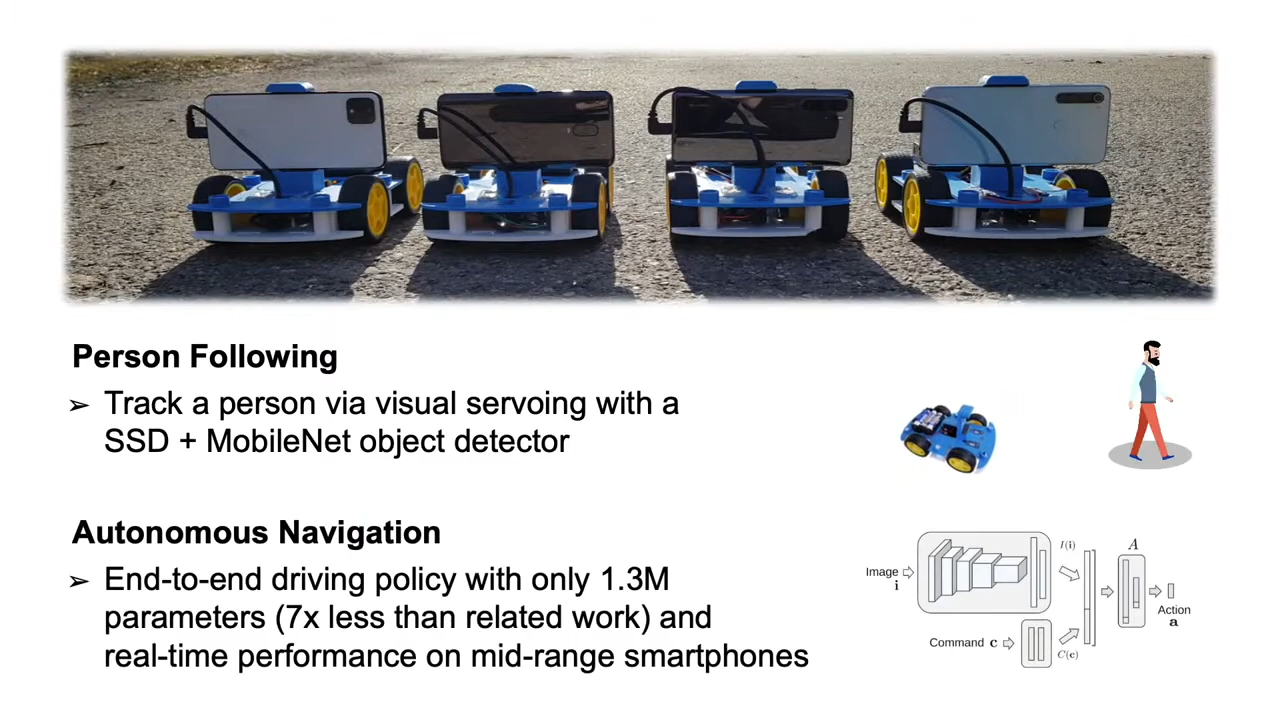 Person Following
➢ Track a person via visual servoing with a
SSD + MobileNet object detector
Autonomous Navigation
➢ End-to-end driving policy with only 1.3M
parameters (7x less than related work) and
real-time performance on mid-range smartphones
Image
i
I(i)
A
Action
a
Command c
C(c)